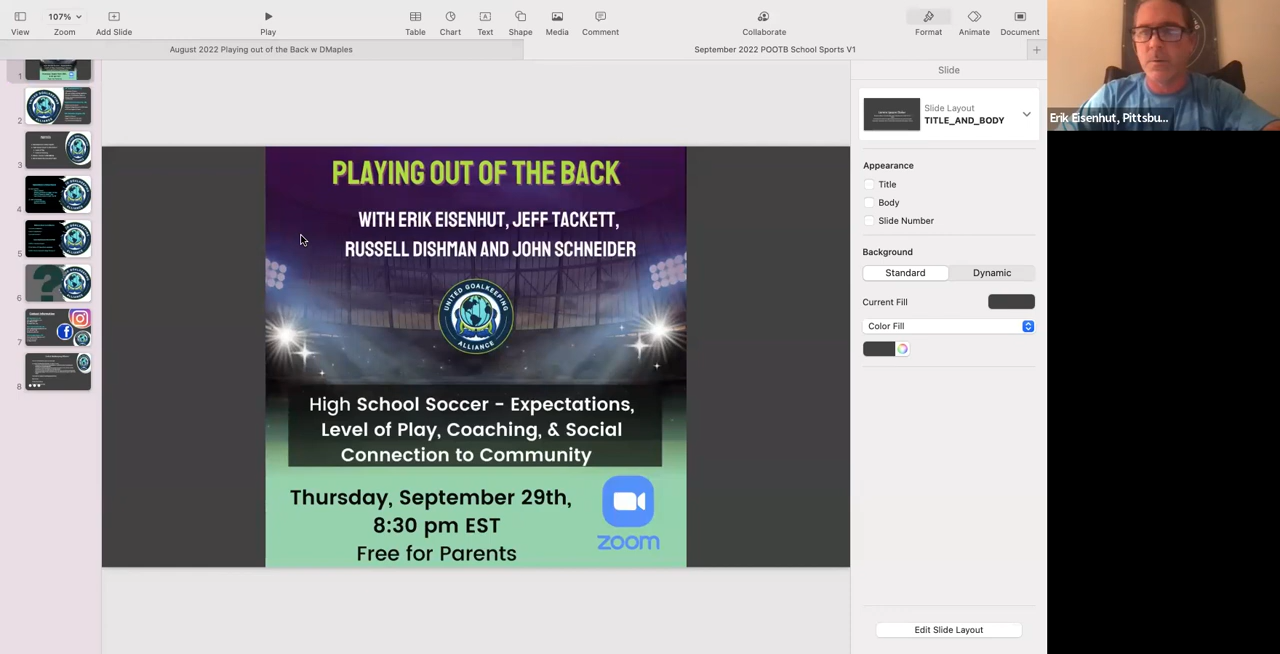 View
107%
Zoom
Add Slide
Play
Table
Chart
Text
Shape
Media
Comment
Collaborate
Format
Animate
Document
August 2022 Playing out of the Back w DMaples
September 2022 POOTB School Sports V1
Slide
Slide Layout
TITLE_AND_BODY
Appearance
Title
Body
Slide Number
Background
Standard
Dynamic
Current Fill
Color Fill
Edit Slide Layout
1
2
3
4
5
6
7
8
PLAYING OUT OF THE BACK
WITH ERIK EISENHUT, JEFF TACKETT,
RUSSELL DISHMAN AND JOHN SCHNEIDER
UNITED GOALKEEPING
ALLIANCE
High School Soccer - Expectations,
Level of Play, Coaching, & Social
Connection to Community
Thursday, September 29th,
8:30 pm EST
Free for Parents
zoom
Erik Eisenhut, Pittsbu...